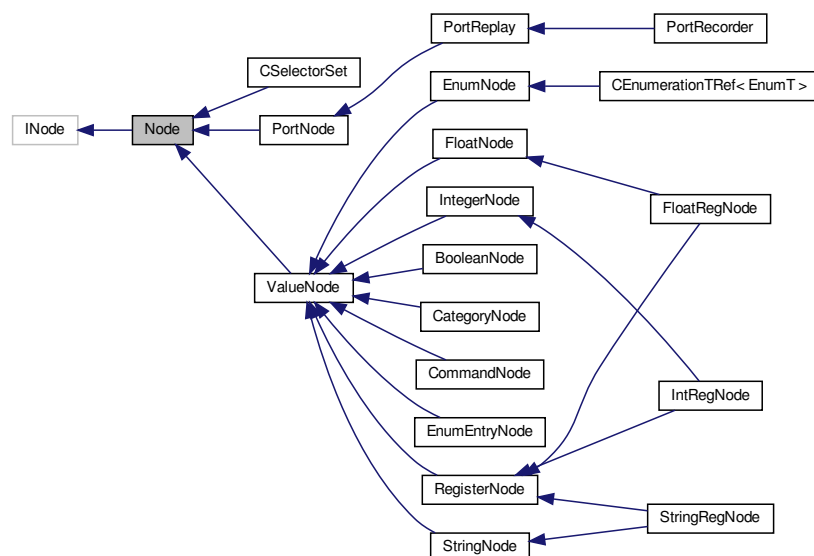 PortReplay
PortRecorder
CSelectorSet
EnumNode
CEnumerationTRef< EnumT >
INode
Node
PortNode
FloatNode
IntegerNode
FloatRegNode
BooleanNode
ValueNode
CategoryNode
CommandNode
IntRegNode
EnumEntryNode
RegisterNode
StringRegNode
StringNode